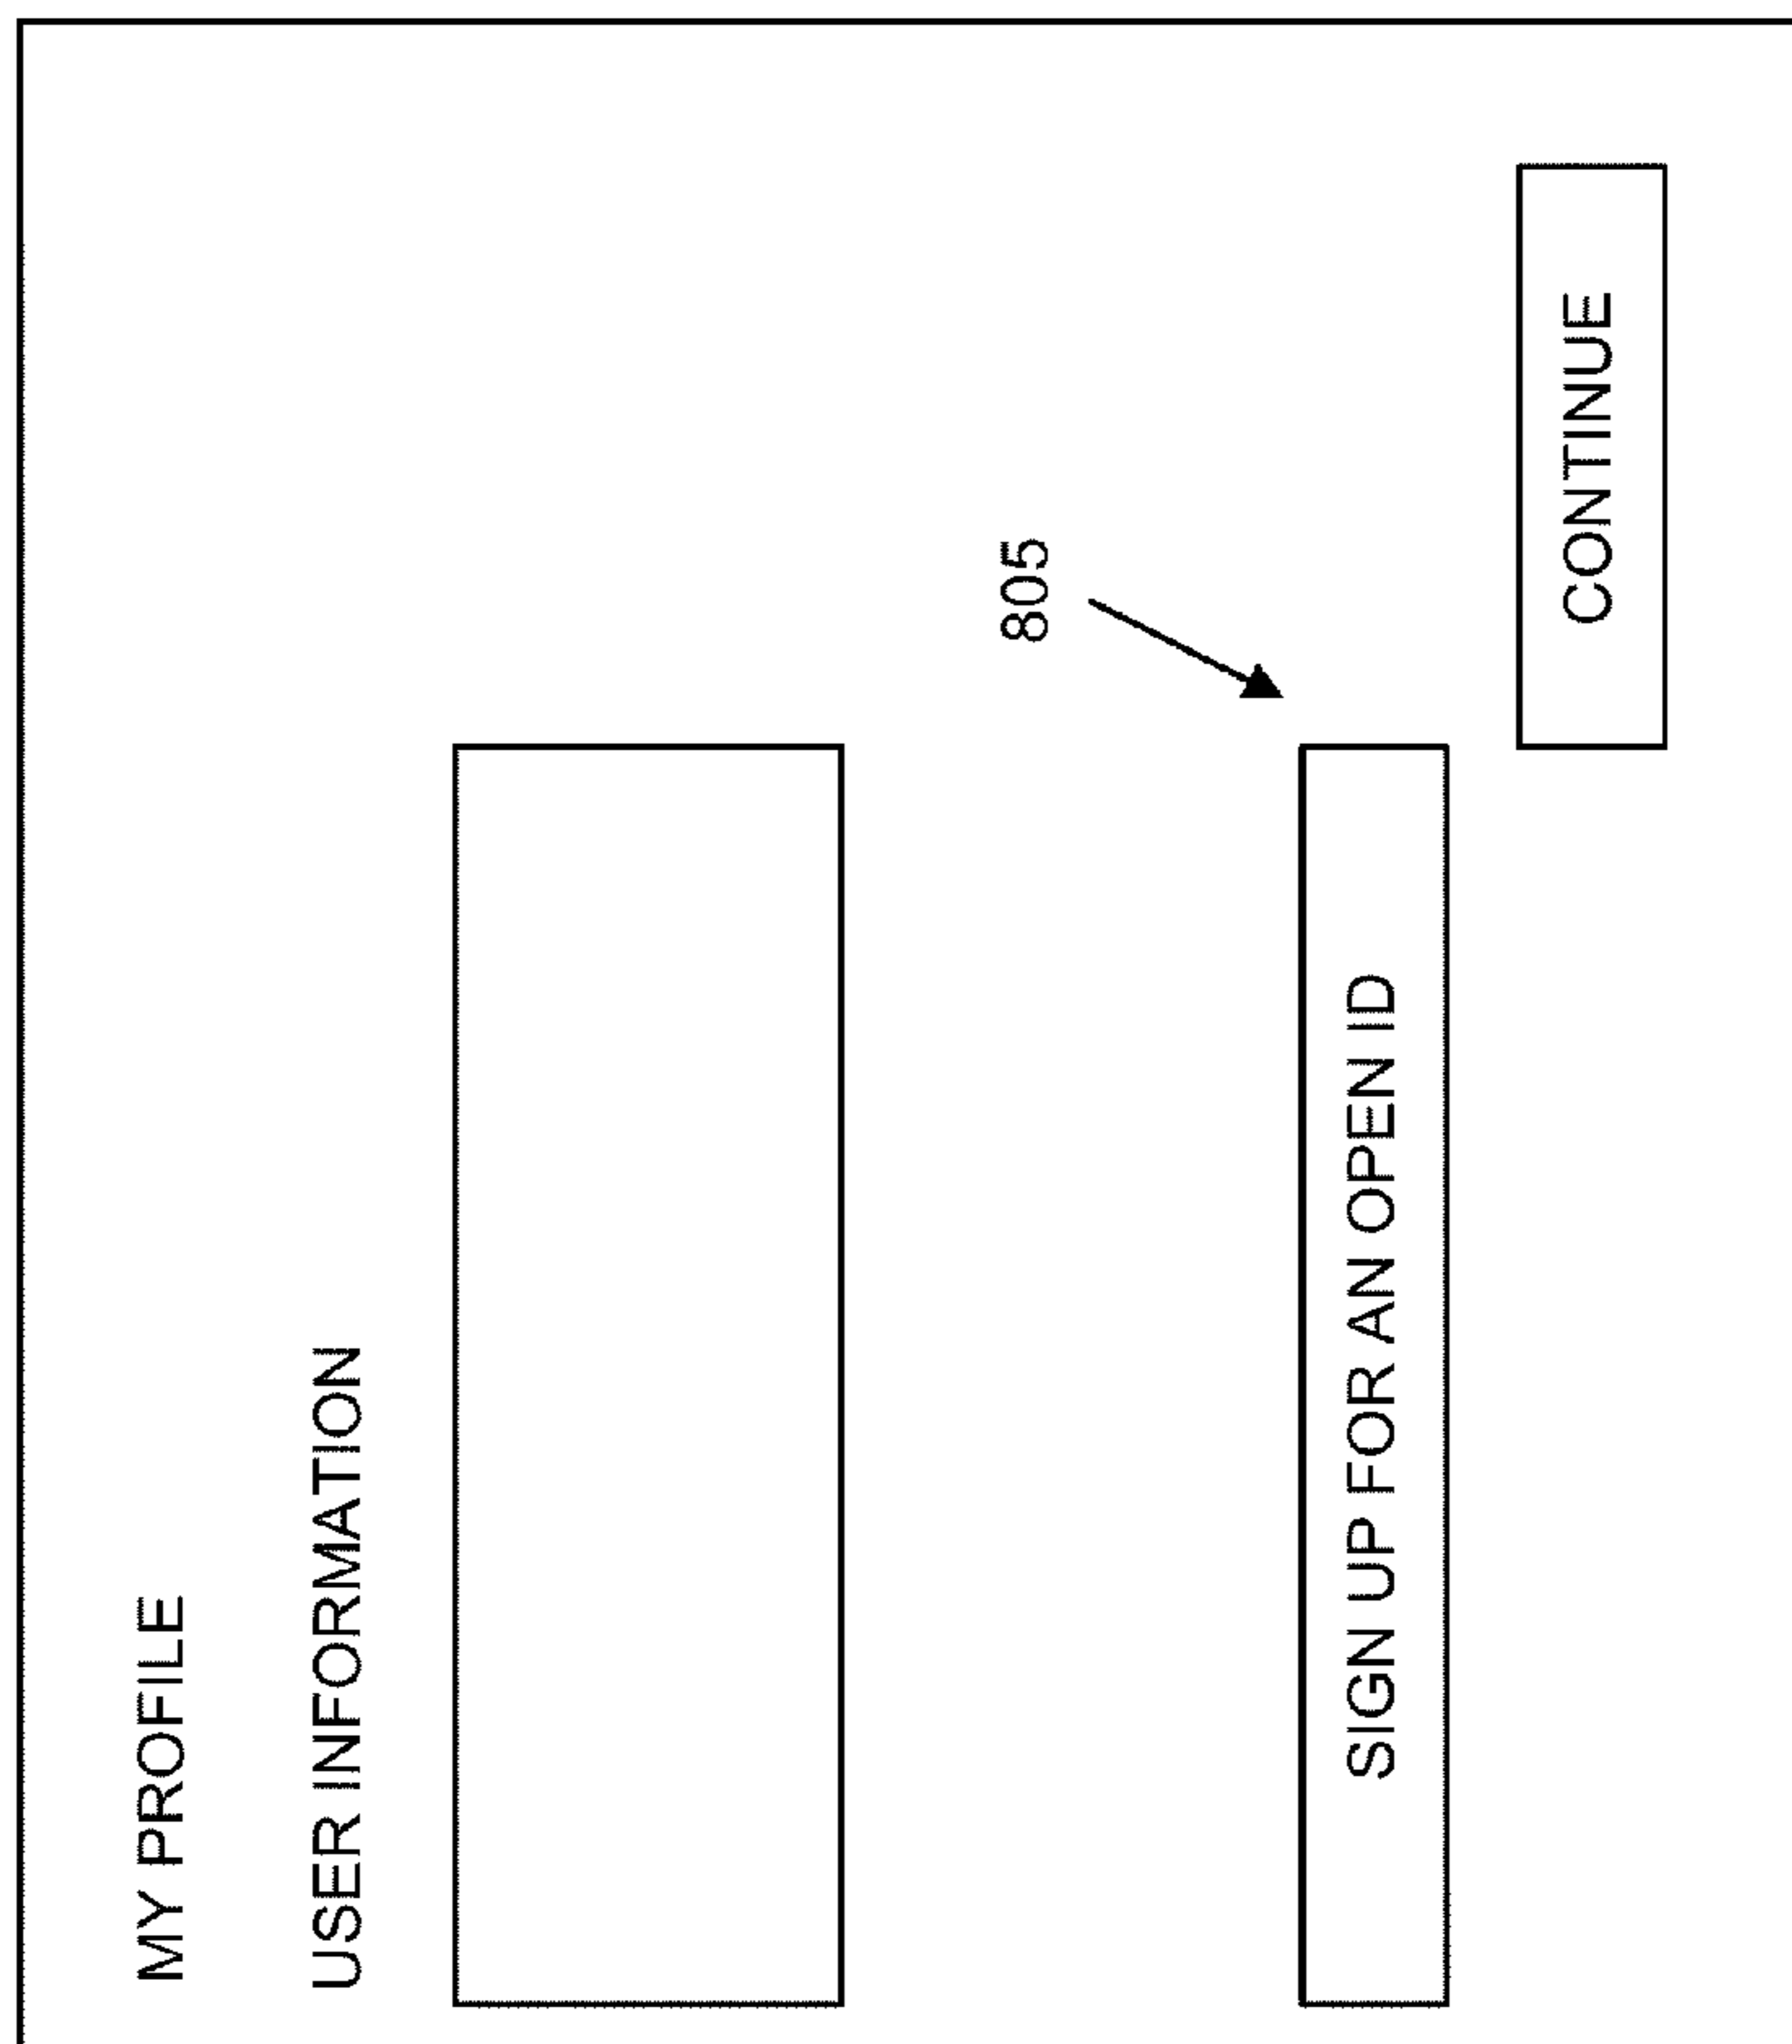 MY PROFILE
USER INFORMATION
805
SIGN UP FOR AN OPEN ID
CONTINUE